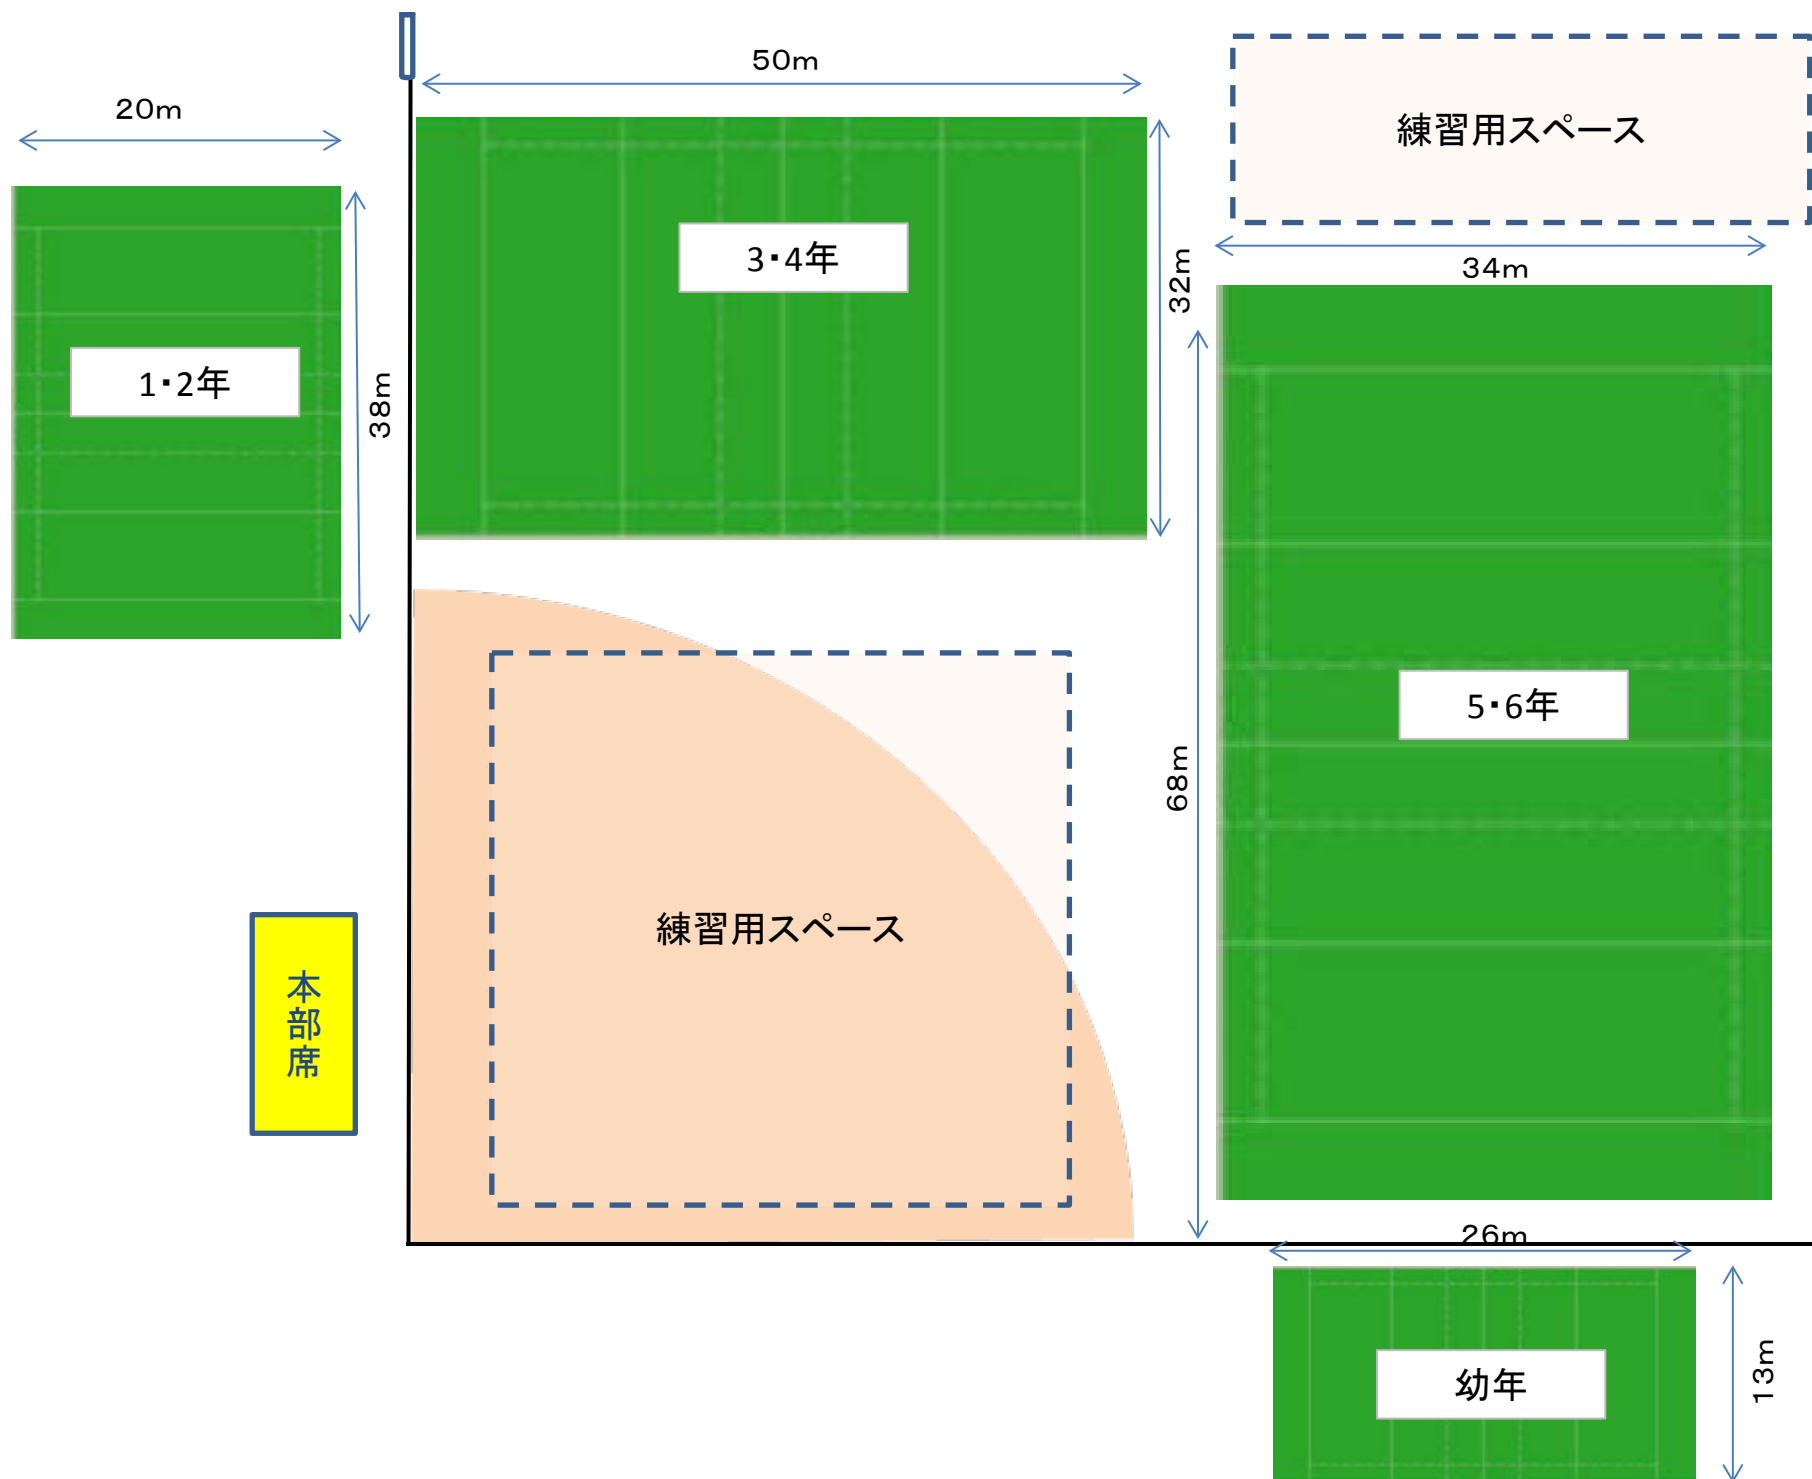 50m
20m
練習用スペース
3・4年
32m
34m
1・2年
38m
5・6年
68m
練習用スペース
本部席
26m
幼年
13m